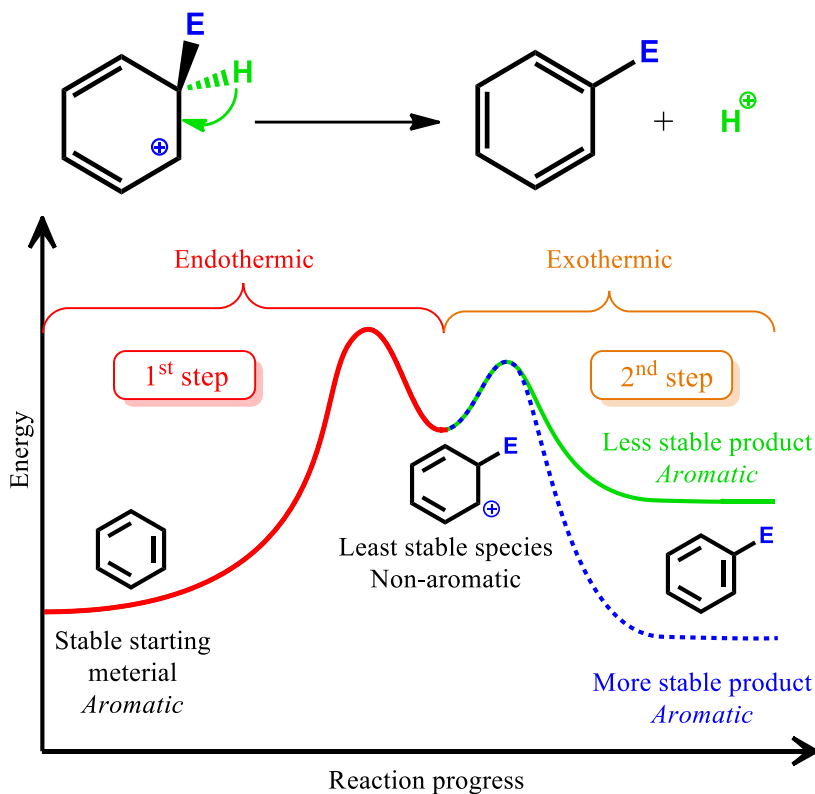 E
H
⊕
E
+
H⊕
Endothermic
Exothermic
1st step
2nd step
Energy
Less stable product
Aromatic
E
⊕
Least stable species
Non-aromatic
E
Stable starting
meterial
Aromatic
More stable product
Aromatic
Reaction progress